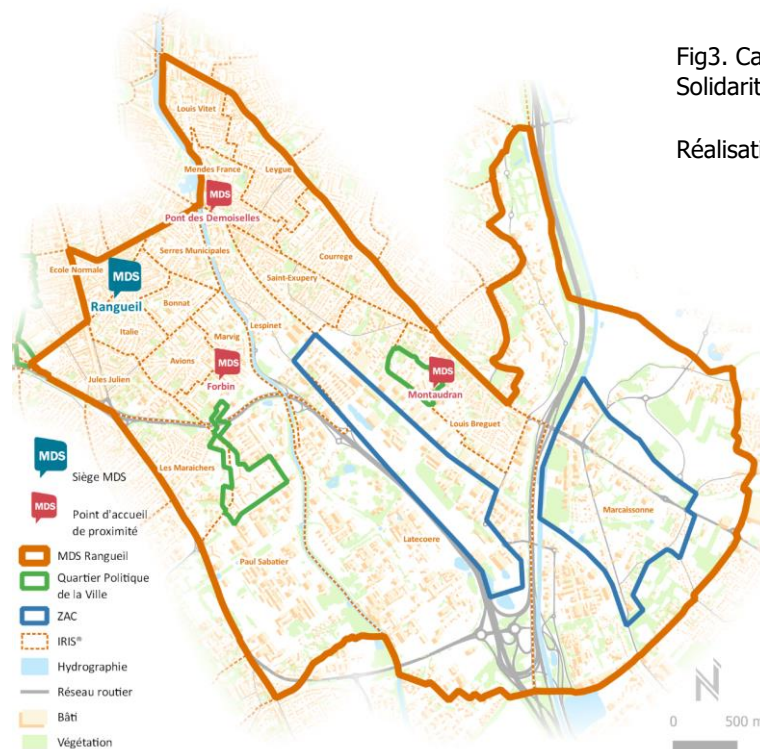 Fig3. Ca
Solidarit
Réalisati
Louis Vitet
Mendes France
Leygue
MDS
Pont des Demoiselles
Serres Municipales
Courrege
Ecole Normale
MDS
Rangueil
Saint-Exupery
Bonnat
Italie
Lespinet
Marvig
Avions
MDS
Forbin
Jules Julien
MDS
Montaudran
Louis Breguet
Les Maraichers
Marcaissonne
Latecoere
Paul Sabatier
MDS
Siège MDS
MDS
Point d'accueil
de proximité
MDS Rangueil
Quartier Politique
de la Ville
ZAC
IRIS®
Hydrographie
Réseau routier
Bâti
Végétation
N
0 500 m